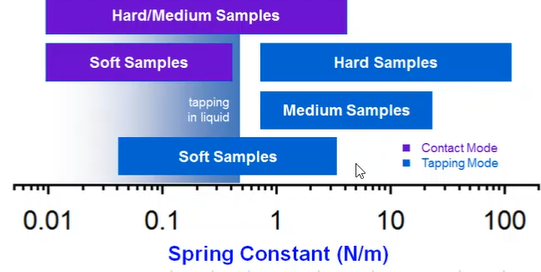 Hard/Medium Samples
Soft Samples
Hard Samples
tapping
in liquid
Medium Samples
Soft Samples
Contact Mode
Tapping Mode
0.01 0.1 1 10 100
Spring Constant (N/m)